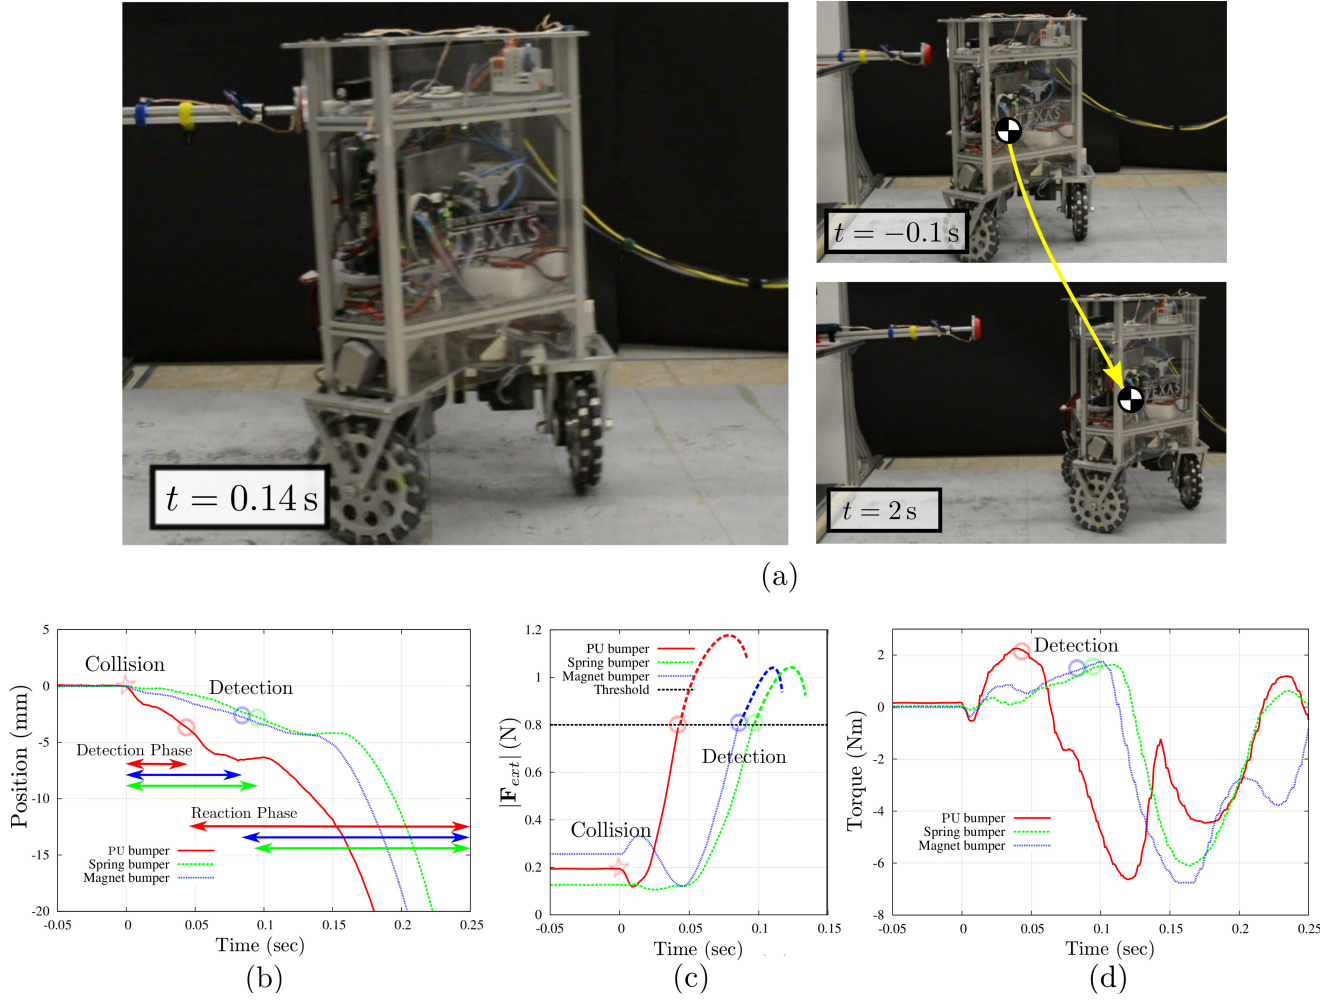 TEXAS
TEXAS
t = 0.14 s
t = −0.1 s
TEXAS
t = 2 s
(a)
5
0
-5
-10
-15
-20
Position (mm)
Collision
Detection
Detection Phase
Reaction Phase
PU bumper
Spring bumper
Magnet bumper
-0.05 0 0.05 0.1 0.15 0.2 0.25
Time (sec)
(b)
1.2
1
0.8
0.6
0.4
0.2
0
|F_ext| (N)
PU bumper
Spring bumper
Magnet bumper
Threshold
Detection
Collision
-0.05 0 0.05 0.1 0.15
Time (sec)
(c)
2
0
-2
-4
-6
-8
Torque (Nm)
Detection
PU bumper
Spring bumper
Magnet bumper
-0.05 0 0.05 0.1 0.15 0.2 0.25
Time (sec)
(d)